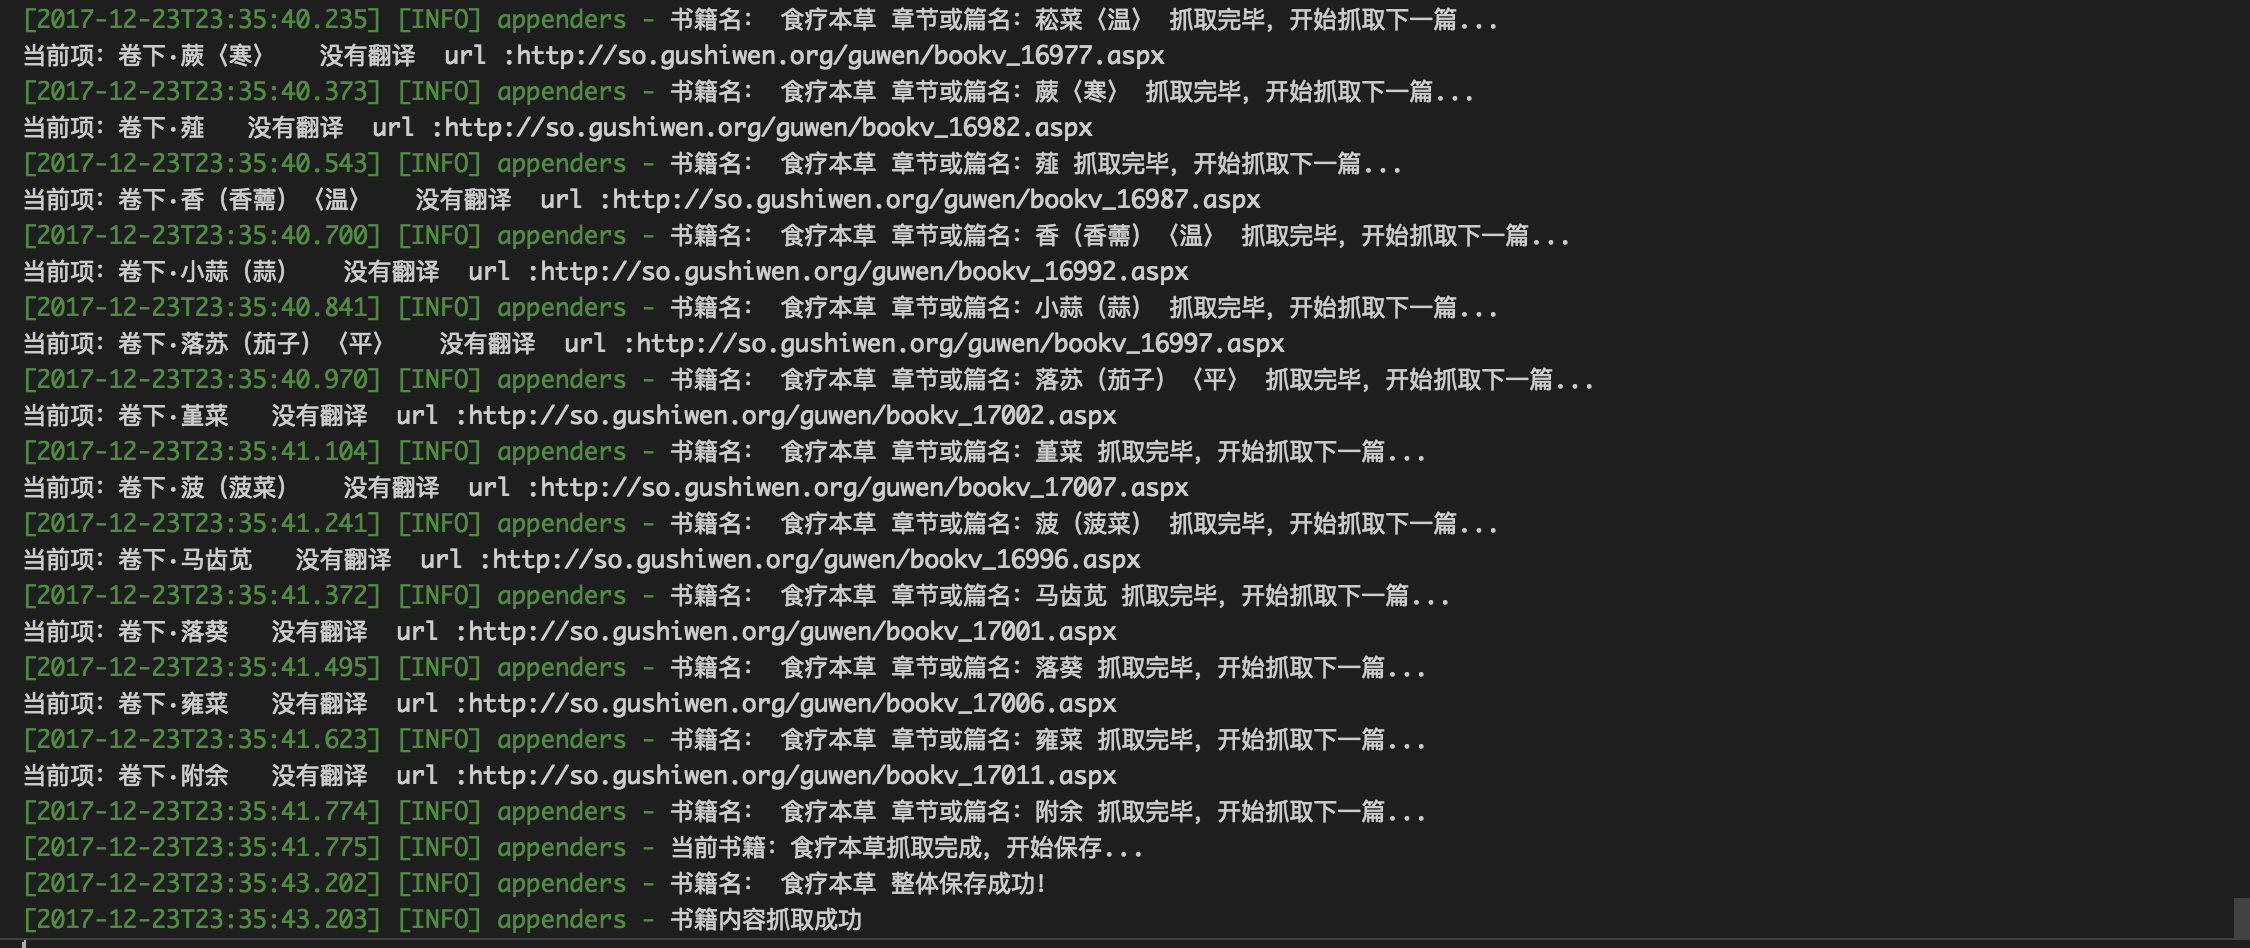 [2017-12-23T23:35:40.235] [INFO] appenders - 书籍名： 食疗本草 章节或篇名：菘菜〈温〉 抓取完毕，开始抓取下一篇...
当前项：卷下·蕨〈寒〉 没有翻译 url :http://so.gushiwen.org/guwen/bookv_16977.aspx
[2017-12-23T23:35:40.373] [INFO] appenders - 书籍名： 食疗本草 章节或篇名：蕨〈寒〉 抓取完毕，开始抓取下一篇...
当前项：卷下·薤 没有翻译 url :http://so.gushiwen.org/guwen/bookv_16982.aspx
[2017-12-23T23:35:40.543] [INFO] appenders - 书籍名： 食疗本草 章节或篇名：薤 抓取完毕，开始抓取下一篇...
当前项：卷下·香（香薷）〈温〉 没有翻译 url :http://so.gushiwen.org/guwen/bookv_16987.aspx
[2017-12-23T23:35:40.700] [INFO] appenders - 书籍名： 食疗本草 章节或篇名：香（香薷）〈温〉 抓取完毕，开始抓取下一篇...
当前项：卷下·小蒜（蒜） 没有翻译 url :http://so.gushiwen.org/guwen/bookv_16992.aspx
[2017-12-23T23:35:40.841] [INFO] appenders - 书籍名： 食疗本草 章节或篇名：小蒜（蒜） 抓取完毕，开始抓取下一篇...
当前项：卷下·落苏（茄子）〈平〉 没有翻译 url :http://so.gushiwen.org/guwen/bookv_16997.aspx
[2017-12-23T23:35:40.970] [INFO] appenders - 书籍名： 食疗本草 章节或篇名：落苏（茄子）〈平〉 抓取完毕，开始抓取下一篇...
当前项：卷下·堇菜 没有翻译 url :http://so.gushiwen.org/guwen/bookv_17002.aspx
[2017-12-23T23:35:41.104] [INFO] appenders - 书籍名： 食疗本草 章节或篇名：堇菜 抓取完毕，开始抓取下一篇...
当前项：卷下·菠（菠菜） 没有翻译 url :http://so.gushiwen.org/guwen/bookv_17007.aspx
[2017-12-23T23:35:41.241] [INFO] appenders - 书籍名： 食疗本草 章节或篇名：菠（菠菜） 抓取完毕，开始抓取下一篇...
当前项：卷下·马齿苋 没有翻译 url :http://so.gushiwen.org/guwen/bookv_16996.aspx
[2017-12-23T23:35:41.372] [INFO] appenders - 书籍名： 食疗本草 章节或篇名：马齿苋 抓取完毕，开始抓取下一篇...
当前项：卷下·落葵 没有翻译 url :http://so.gushiwen.org/guwen/bookv_17001.aspx
[2017-12-23T23:35:41.495] [INFO] appenders - 书籍名： 食疗本草 章节或篇名：落葵 抓取完毕，开始抓取下一篇...
当前项：卷下·雍菜 没有翻译 url :http://so.gushiwen.org/guwen/bookv_17006.aspx
[2017-12-23T23:35:41.623] [INFO] appenders - 书籍名： 食疗本草 章节或篇名：雍菜 抓取完毕，开始抓取下一篇...
当前项：卷下·附余 没有翻译 url :http://so.gushiwen.org/guwen/bookv_17011.aspx
[2017-12-23T23:35:41.774] [INFO] appenders - 书籍名： 食疗本草 章节或篇名：附余 抓取完毕，开始抓取下一篇...
[2017-12-23T23:35:41.775] [INFO] appenders - 当前书籍：食疗本草抓取完成，开始保存...
[2017-12-23T23:35:43.202] [INFO] appenders - 书籍名： 食疗本草 整体保存成功!
[2017-12-23T23:35:43.203] [INFO] appenders - 书籍内容抓取成功